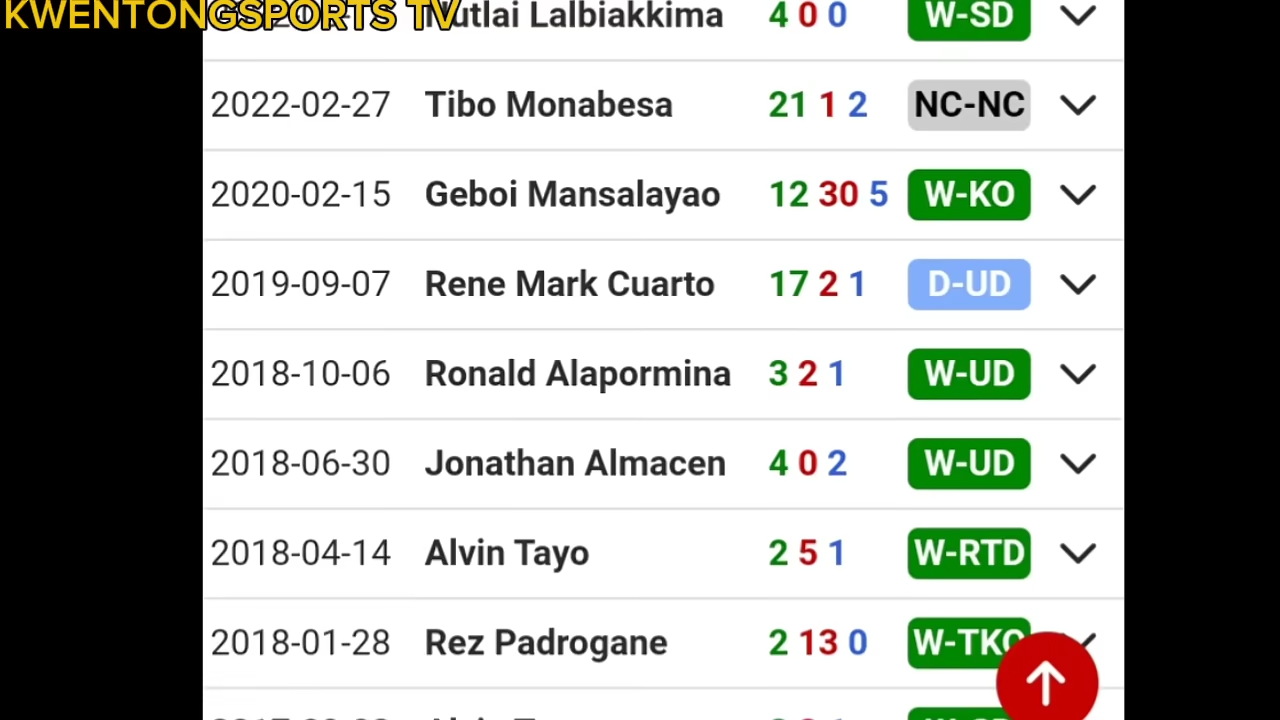 KWENTONGSPORTS TV
Nutlai Lalbiakkima 4 0 0 W-SD
2022-02-27 Tibo Monabesa 21 1 2 NC-NC
2020-02-15 Geboi Mansalayao 12 30 5 W-KO
2019-09-07 Rene Mark Cuarto 17 2 1 D-UD
2018-10-06 Ronald Alapormina 3 2 1 W-UD
2018-06-30 Jonathan Almacen 4 0 2 W-UD
2018-04-14 Alvin Tayo 2 5 1 W-RTD
2018-01-28 Rez Padrogane 2 13 0 W-TKO